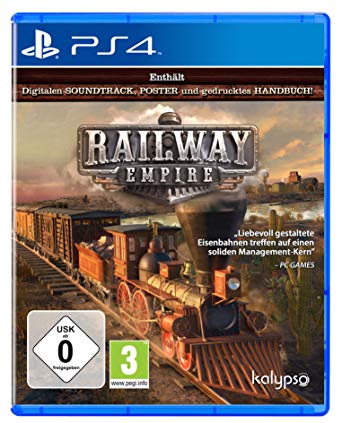 PS4
Enthält
Digitalen SOUNDTRACK, POSTER und gedrucktes HANDBUCH!
RAILWAY
EMPIRE
„Liebevoll gestaltete
Eisenbahnen treffen auf einen
soliden Management-Kern“
– PC GAMES
USK
ab
0
freigegeben
3
www.pegi.info
kalypso